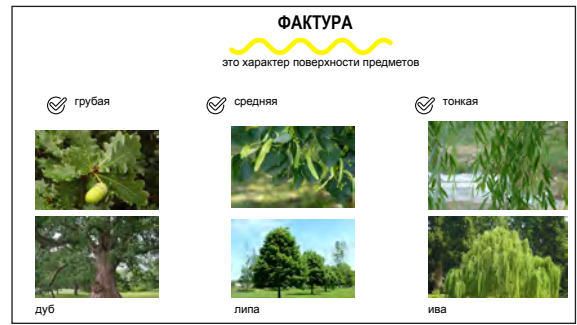 ФАКТУРА
это характер поверхности предметов
грубая
средняя
тонкая
дуб
липа
ива